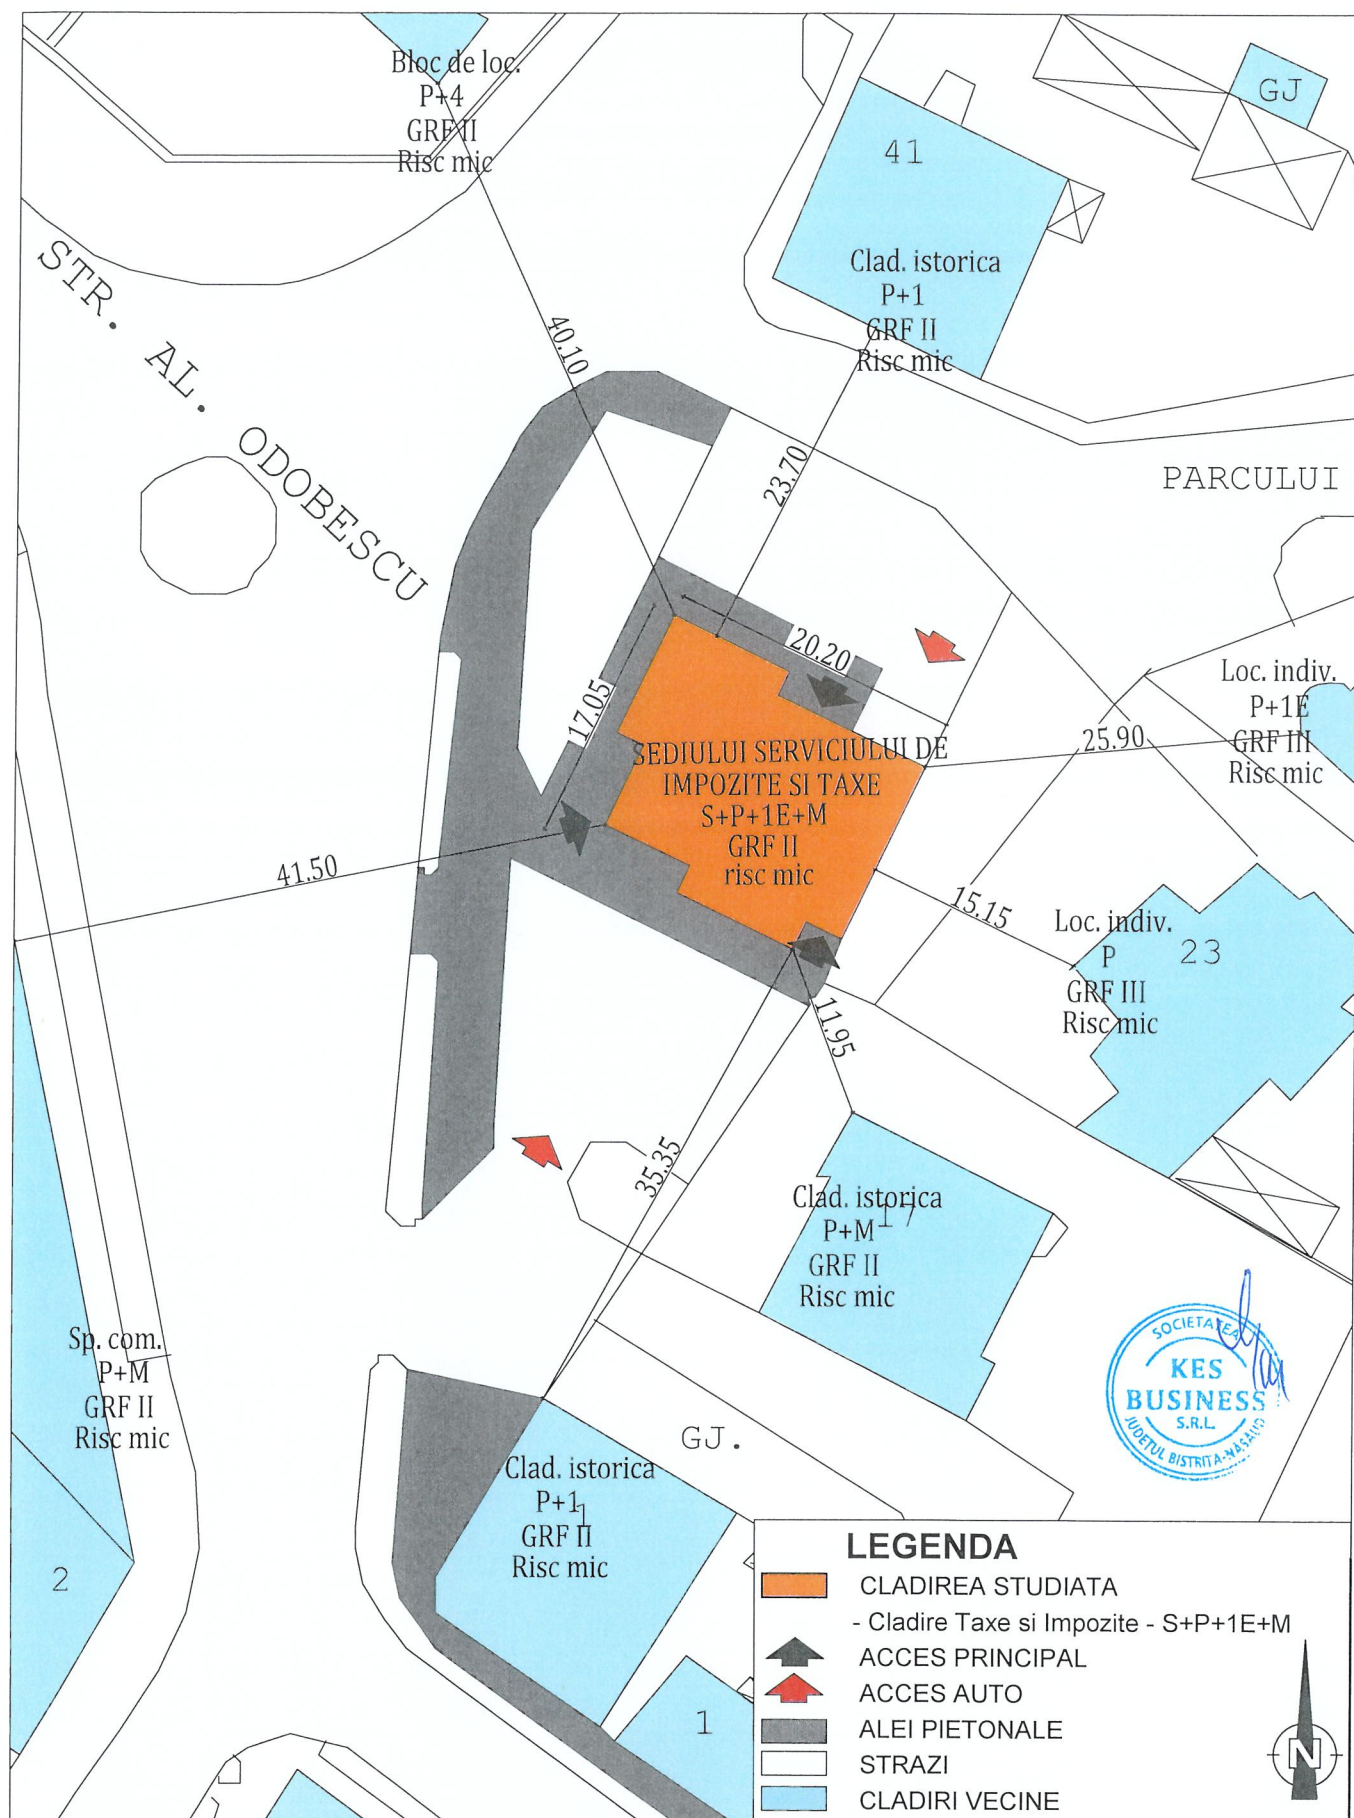 Bloc de loc.
P+4
GRF II
Risc mic
GJ
41
Clad. istorica
P+1
GRF II
Risc mic
STR. AL. ODOBESCU
40.10
23.70
PARCULUI
20.20
17.05
Loc. indiv.
P+1E
GRF III
Risc mic
25.90
SEDIULUI SERVICIULUI DE
IMPOZITE SI TAXE
S+P+1E+M
GRF II
risc mic
41.50
15.15
Loc. indiv.
P
GRF III
Risc mic
23
11.95
35.35
Clad. istorica
P+M
17
GRF II
Risc mic
Sp. com.
P+M
GRF II
Risc mic
SOCIETATEA
KES
BUSINESS
S.R.L.
JUDETUL BISTRITA-NASAUD
GJ.
Clad. istorica
P+1
1
GRF II
Risc mic
2
1
LEGENDA
CLADIREA STUDIATA
- Cladire Taxe si Impozite - S+P+1E+M
ACCES PRINCIPAL
ACCES AUTO
ALEI PIETONALE
STRAZI
CLADIRI VECINE
N